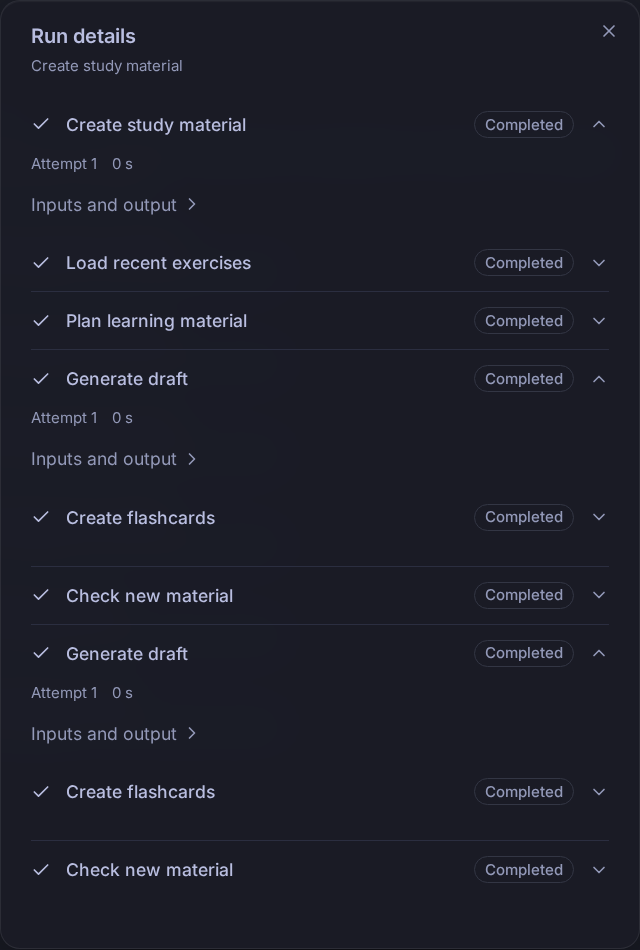 Run details
Create study material
Create study material Completed
Attempt 1 0 s
Inputs and output
Load recent exercises Completed
Plan learning material Completed
Generate draft Completed
Attempt 1 0 s
Inputs and output
Create flashcards Completed
Check new material Completed
Generate draft Completed
Attempt 1 0 s
Inputs and output
Create flashcards Completed
Check new material Completed